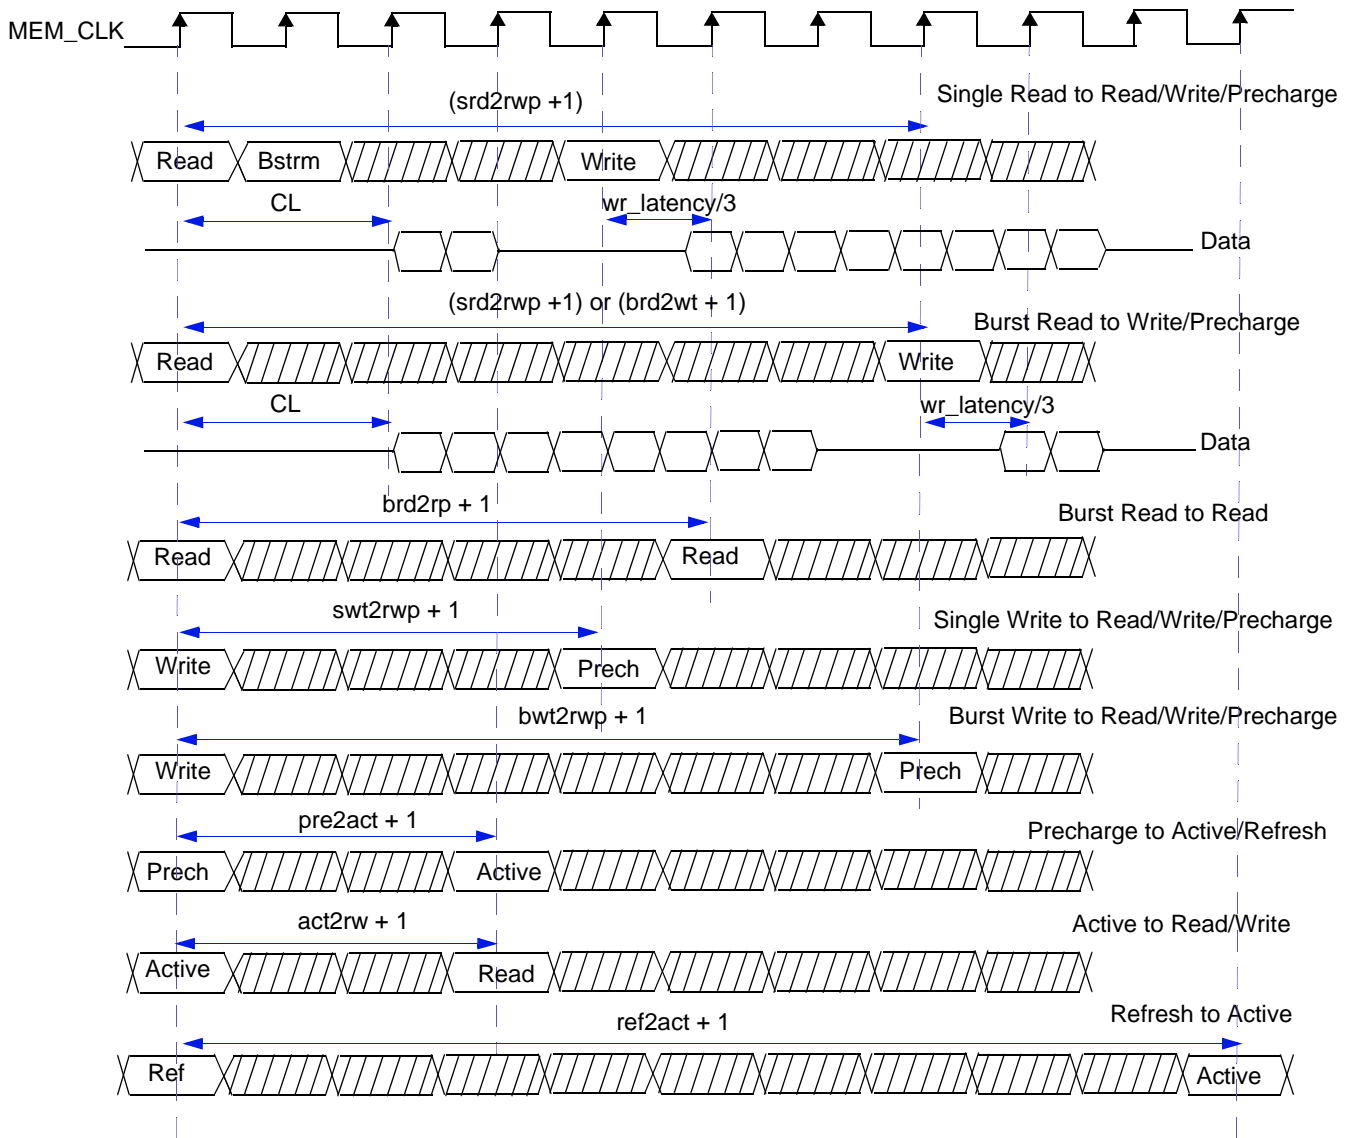 MEM_CLK
Single Read to Read/Write/Precharge
(srd2rwp +1)
Read Bstrm Write
CL wr_latency/3
Data
(srd2rwp +1) or (brd2wt + 1)
Burst Read to Write/Precharge
Read Write
CL wr_latency/3
Data
brd2rp + 1
Burst Read to Read
Read Read
swt2rwp + 1
Single Write to Read/Write/Precharge
Write Prech
bwt2rwp + 1 Burst Write to Read/Write/Precharge
Write Prech
pre2act + 1
Precharge to Active/Refresh
Prech Active
act2rw + 1 Active to Read/Write
Active Read
ref2act + 1 Refresh to Active
Ref Active